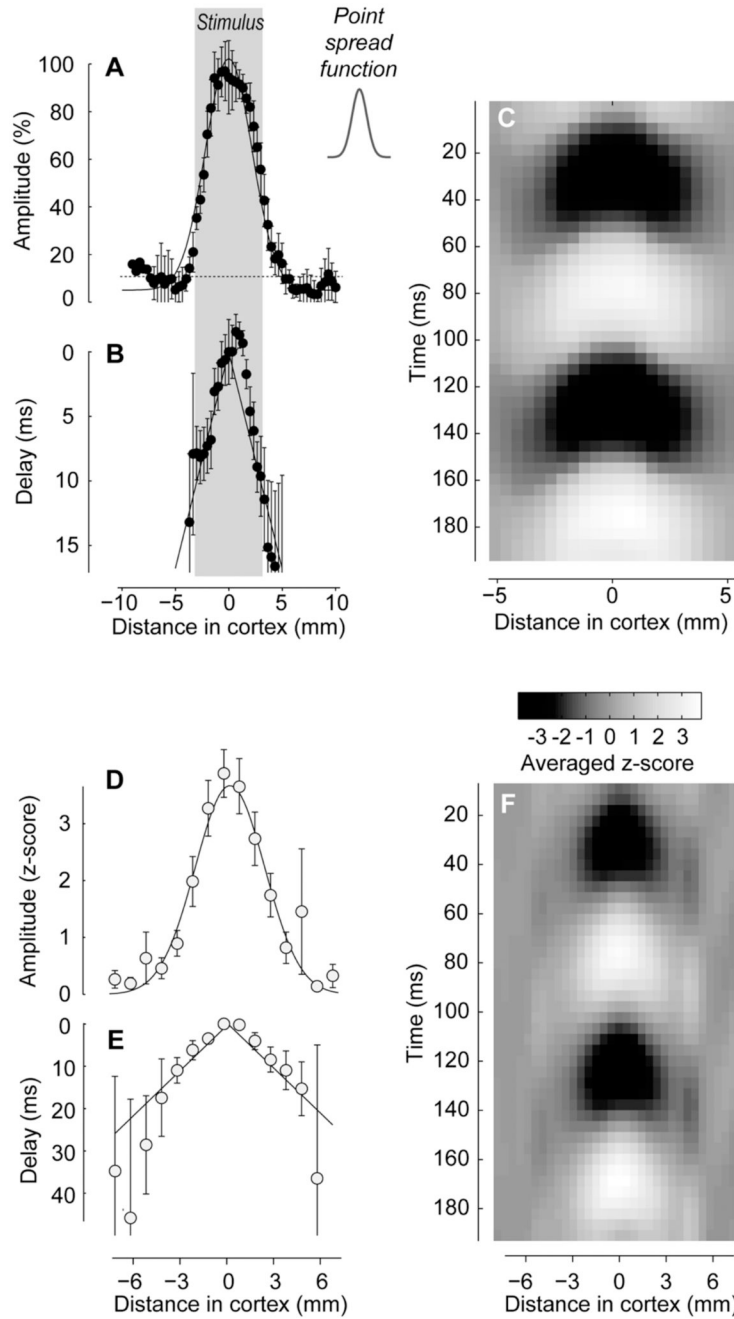 Stimulus
Point
spread
function
A
100
80
60
40
20
0
Amplitude (%)
B
0
5
10
15
Delay (ms)
-10 -5 0 5 10
Distance in cortex (mm)
C
20
40
60
80
100
120
140
160
180
Time (ms)
-5 0 5
Distance in cortex (mm)
D
3
2
1
0
Amplitude (z-score)
E
0
10
20
30
40
Delay (ms)
-6 -3 0 3 6
Distance in cortex (mm)
-3 -2 -1 0 1 2 3
Averaged z-score
F
20
40
60
80
100
120
140
160
180
Time (ms)
-6 -3 0 3 6
Distance in cortex (mm)